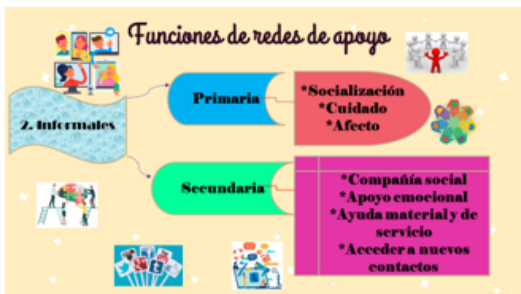 Funciones de redes de apoyo
2. Informales
Primaria
*Socialización
*Cuidado
*Afecto
Secundaria
*Compañía social
*Apoyo emocional
*Ayuda material y de
servicio
*Acceder a nuevos
contactos